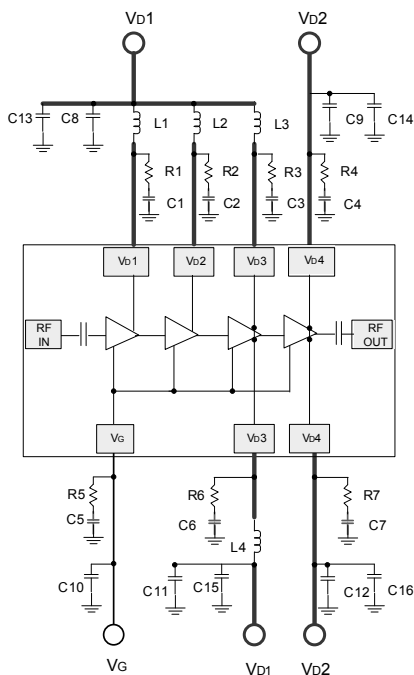 VD1 VD2
C13 C8 L1 L2 L3 C9 C14
R1 R2 R3 R4
C1 C2 C3 C4
VD1 VD2 VD3 VD4
RF IN RF OUT
VG VD3 VD4
R5 R6 R7
C5 C6 C7
L4
C10 C11 C15 C12 C16
VG VD1 VD2